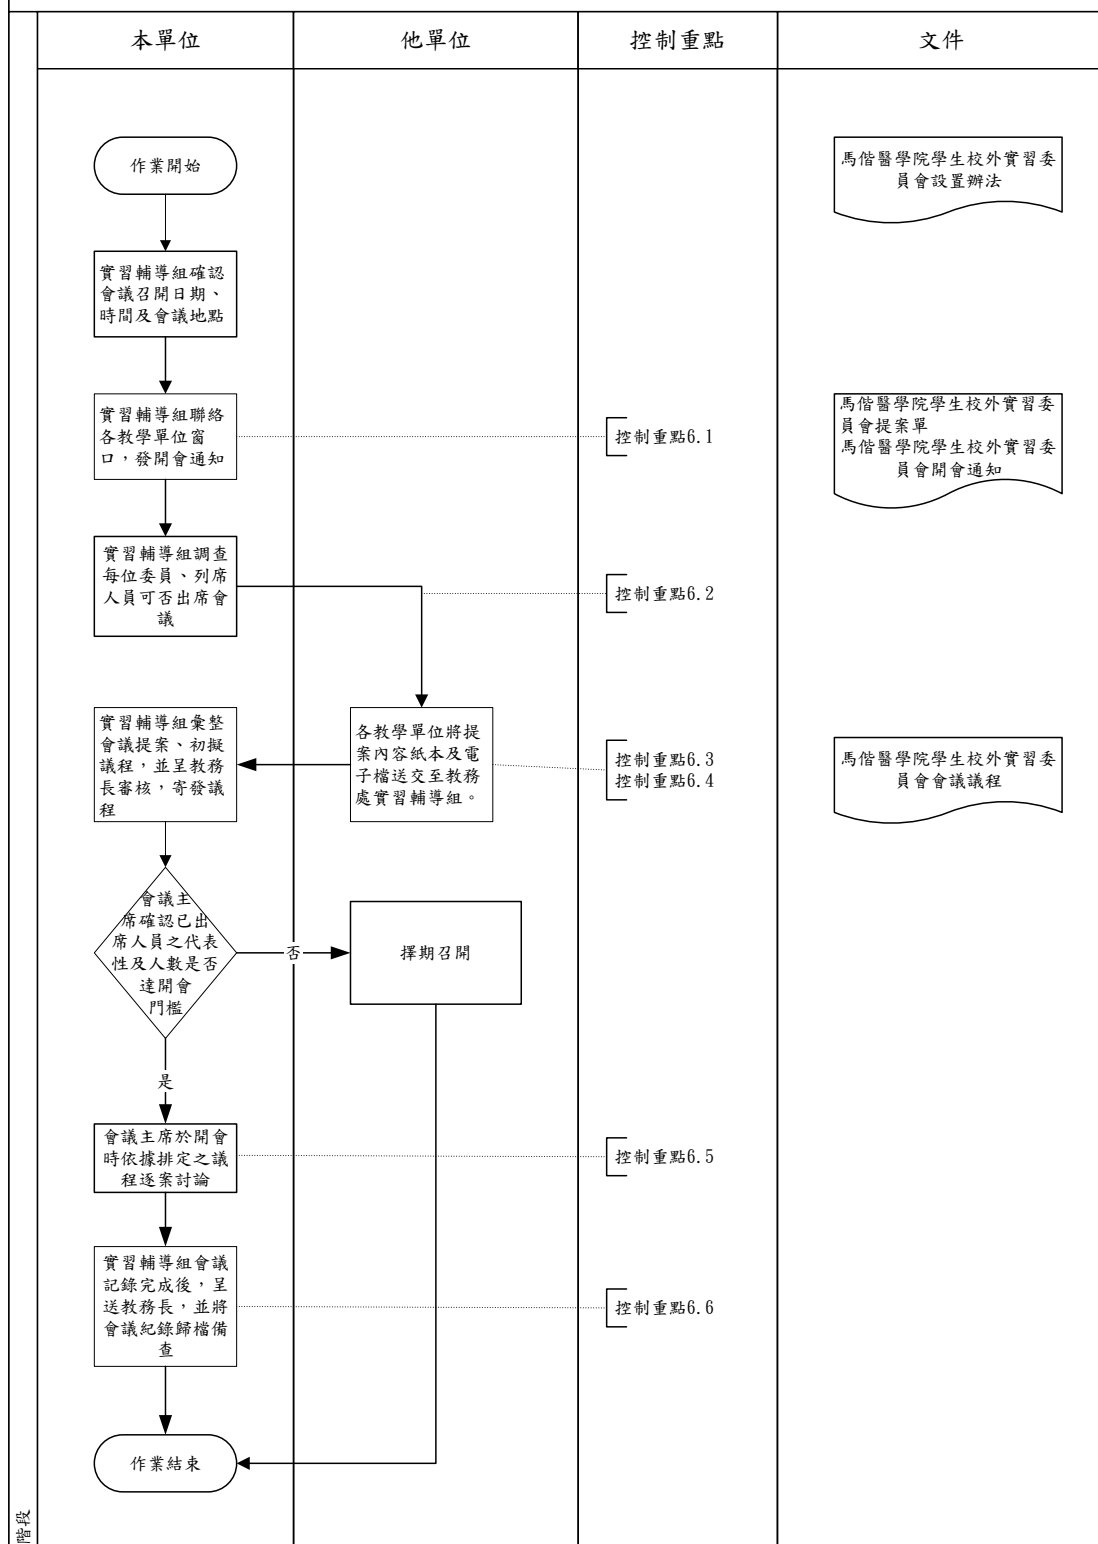 本單位
他單位
控制重點
文件
作業開始
馬偕醫學院學生校外實習委
員會設置辦法
實習輔導組確認
會議召開日期、
時間及會議地點
實習輔導組聯絡
各教學單位窗
口，發開會通知
控制重點6.1
馬偕醫學院學生校外實習委
員會提案單
馬偕醫學院學生校外實習委
員會開會通知
實習輔導組調查
每位委員、列席
人員可否出席會
議
控制重點6.2
實習輔導組彙整
會議提案、初擬
議程，並呈教務
長審核，寄發議
程
各教學單位將提
案內容紙本及電
子檔送交至教務
處實習輔導組。
控制重點6.3
控制重點6.4
馬偕醫學院學生校外實習委
員會會議議程
會議主
席確認已出
席人員之代表
性及人數是否
達開會
門檻
否
擇期召開
是
會議主席於開會
時依據排定之議
程逐案討論
控制重點6.5
實習輔導組會議
記錄完成後，呈
送教務長，並將
會議紀錄歸檔備
查
控制重點6.6
作業結束
階段